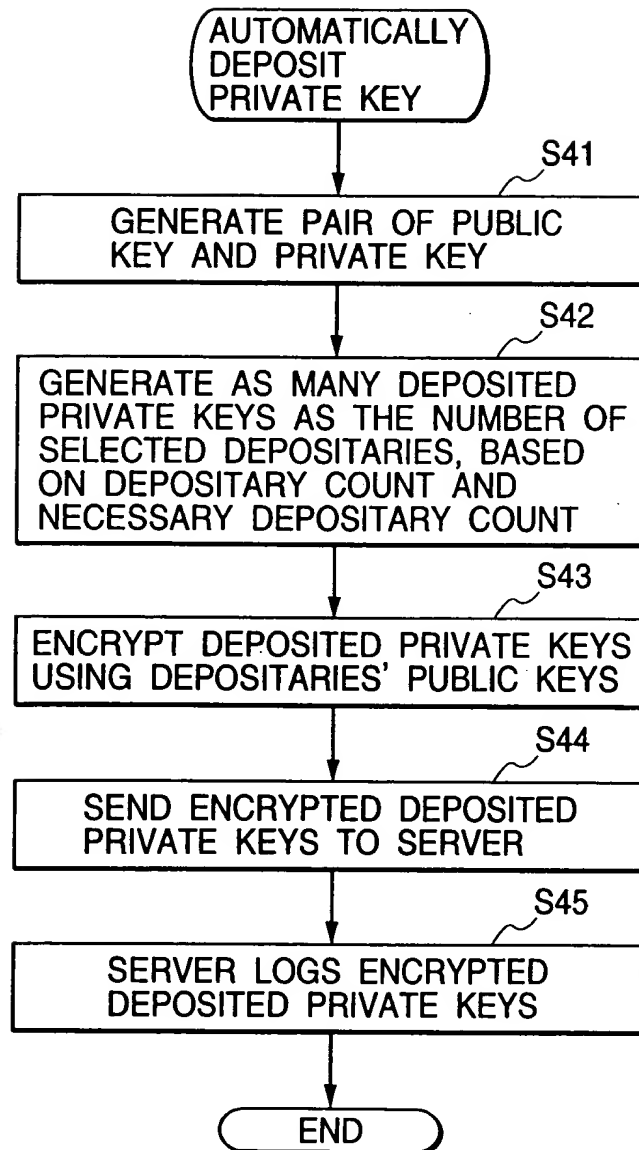 AUTOMATICALLY
DEPOSIT
PRIVATE KEY
S41
GENERATE PAIR OF PUBLIC
KEY AND PRIVATE KEY
S42
GENERATE AS MANY DEPOSITED
PRIVATE KEYS AS THE NUMBER OF
SELECTED DEPOSITARIES, BASED
ON DEPOSITARY COUNT AND
NECESSARY DEPOSITARY COUNT
S43
ENCRYPT DEPOSITED PRIVATE KEYS
USING DEPOSITARIES' PUBLIC KEYS
S44
SEND ENCRYPTED DEPOSITED
PRIVATE KEYS TO SERVER
S45
SERVER LOGS ENCRYPTED
DEPOSITED PRIVATE KEYS
END